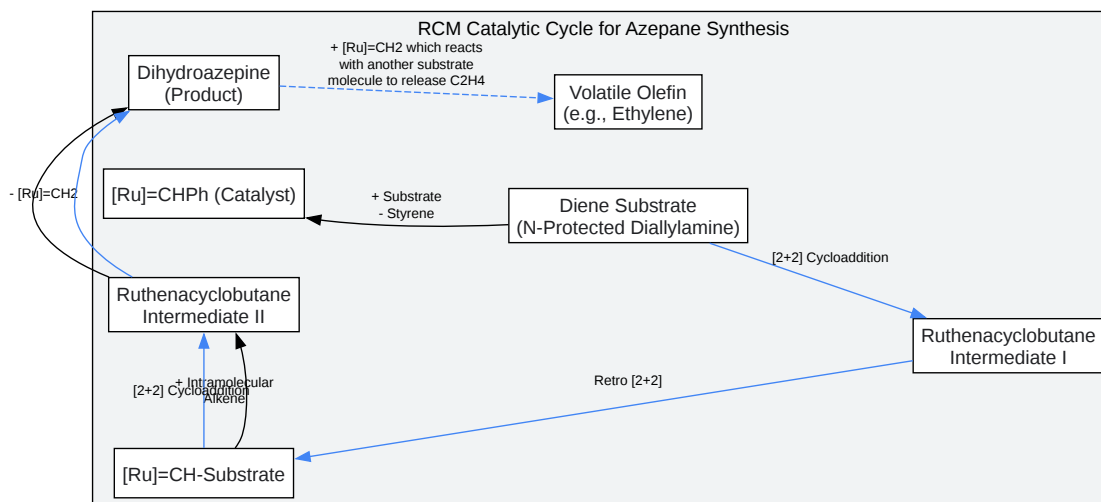 RCM Catalytic Cycle for Azepane Synthesis
+ [Ru]=CH2 which reacts
with another substrate
molecule to release C2H4
Dihydroazepine
(Product)
Volatile Olefin
(e.g., Ethylene)
- [Ru]=CH2
[Ru]=CHPh (Catalyst)
+ Substrate
- Styrene
Diene Substrate
(N-Protected Diallylamine)
[2+2] Cycloaddition
Ruthenacyclobutane
Intermediate II
Ruthenacyclobutane
Intermediate I
Retro [2+2]
[2+2] Cycloaddition
+ Intramolecular
Alkene
[Ru]=CH-Substrate